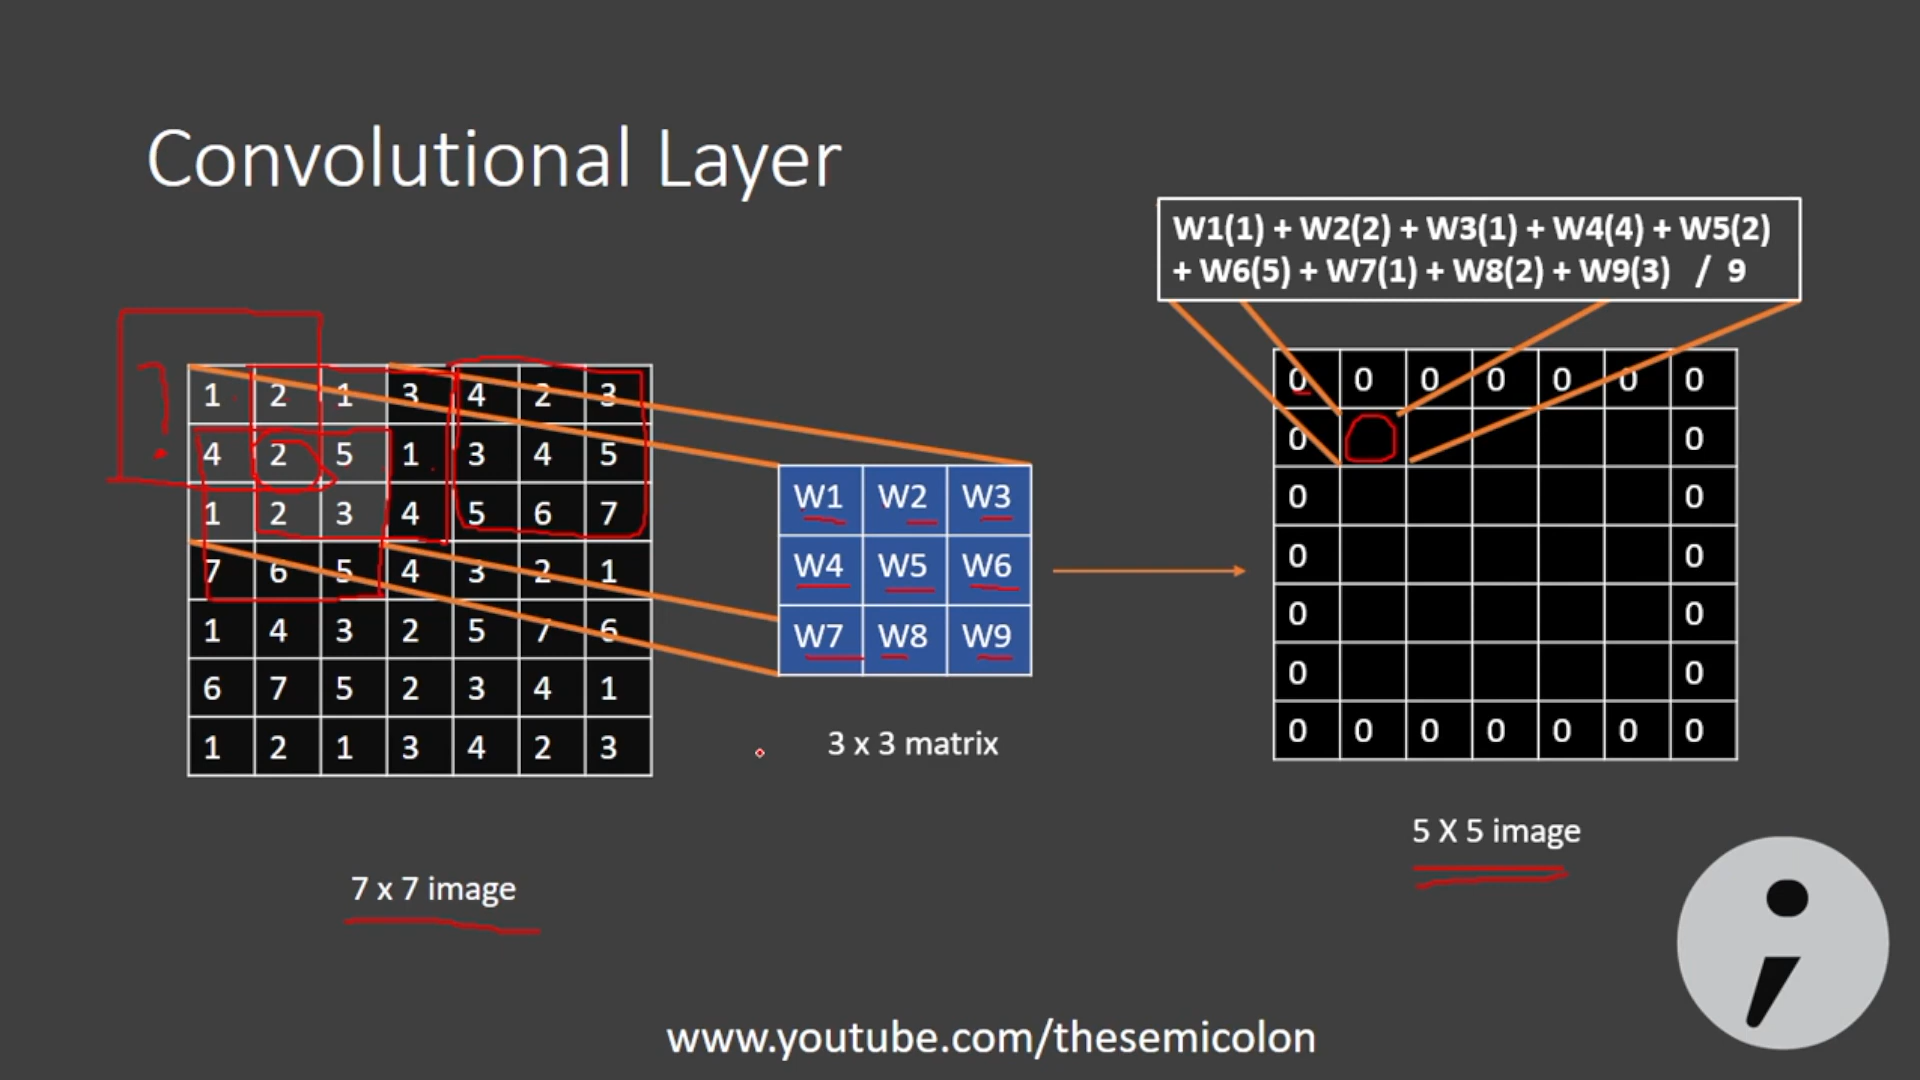 Convolutional Layer
W1(1) + W2(2) + W3(1) + W4(4) + W5(2)
+ W6(5) + W7(1) + W8(2) + W9(3) / 9
1 2 1 3 4 2 3
4 2 5 1 3 4 5
1 2 3 4 5 6 7
7 6 5 4 3 2 1
1 4 3 2 5 7 6
6 7 5 2 3 4 1
1 2 1 3 4 2 3
7 x 7 image
W1 W2 W3
W4 W5 W6
W7 W8 W9
3 x 3 matrix
0 0 0 0 0 0 0
0 0
0 0
0 0
0 0
0 0
0 0 0 0 0 0 0
5 X 5 image
www.youtube.com/thesemicolon